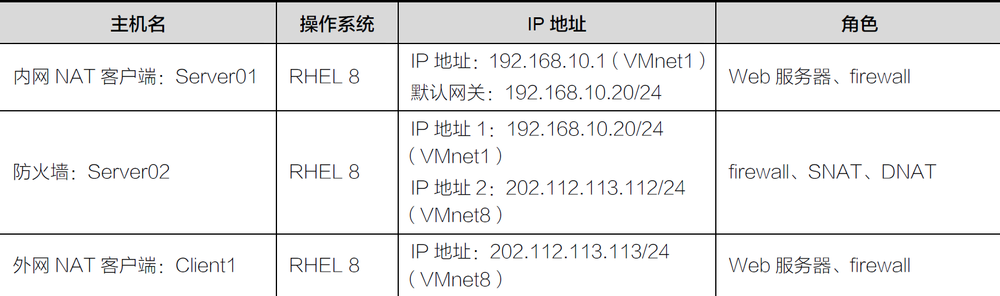 主机名 操作系统 IP 地址 角色
内网 NAT 客户端：Server01 RHEL 8 IP 地址：192.168.10.1（VMnet1） Web 服务器、firewall
默认网关：192.168.10.20/24
防火墙：Server02 RHEL 8 IP 地址 1：192.168.10.20/24 firewall、SNAT、DNAT
（VMnet1）
IP 地址 2：202.112.113.112/24
（VMnet8）
外网 NAT 客户端：Client1 RHEL 8 IP 地址：202.112.113.113/24 Web 服务器、firewall
（VMnet8）